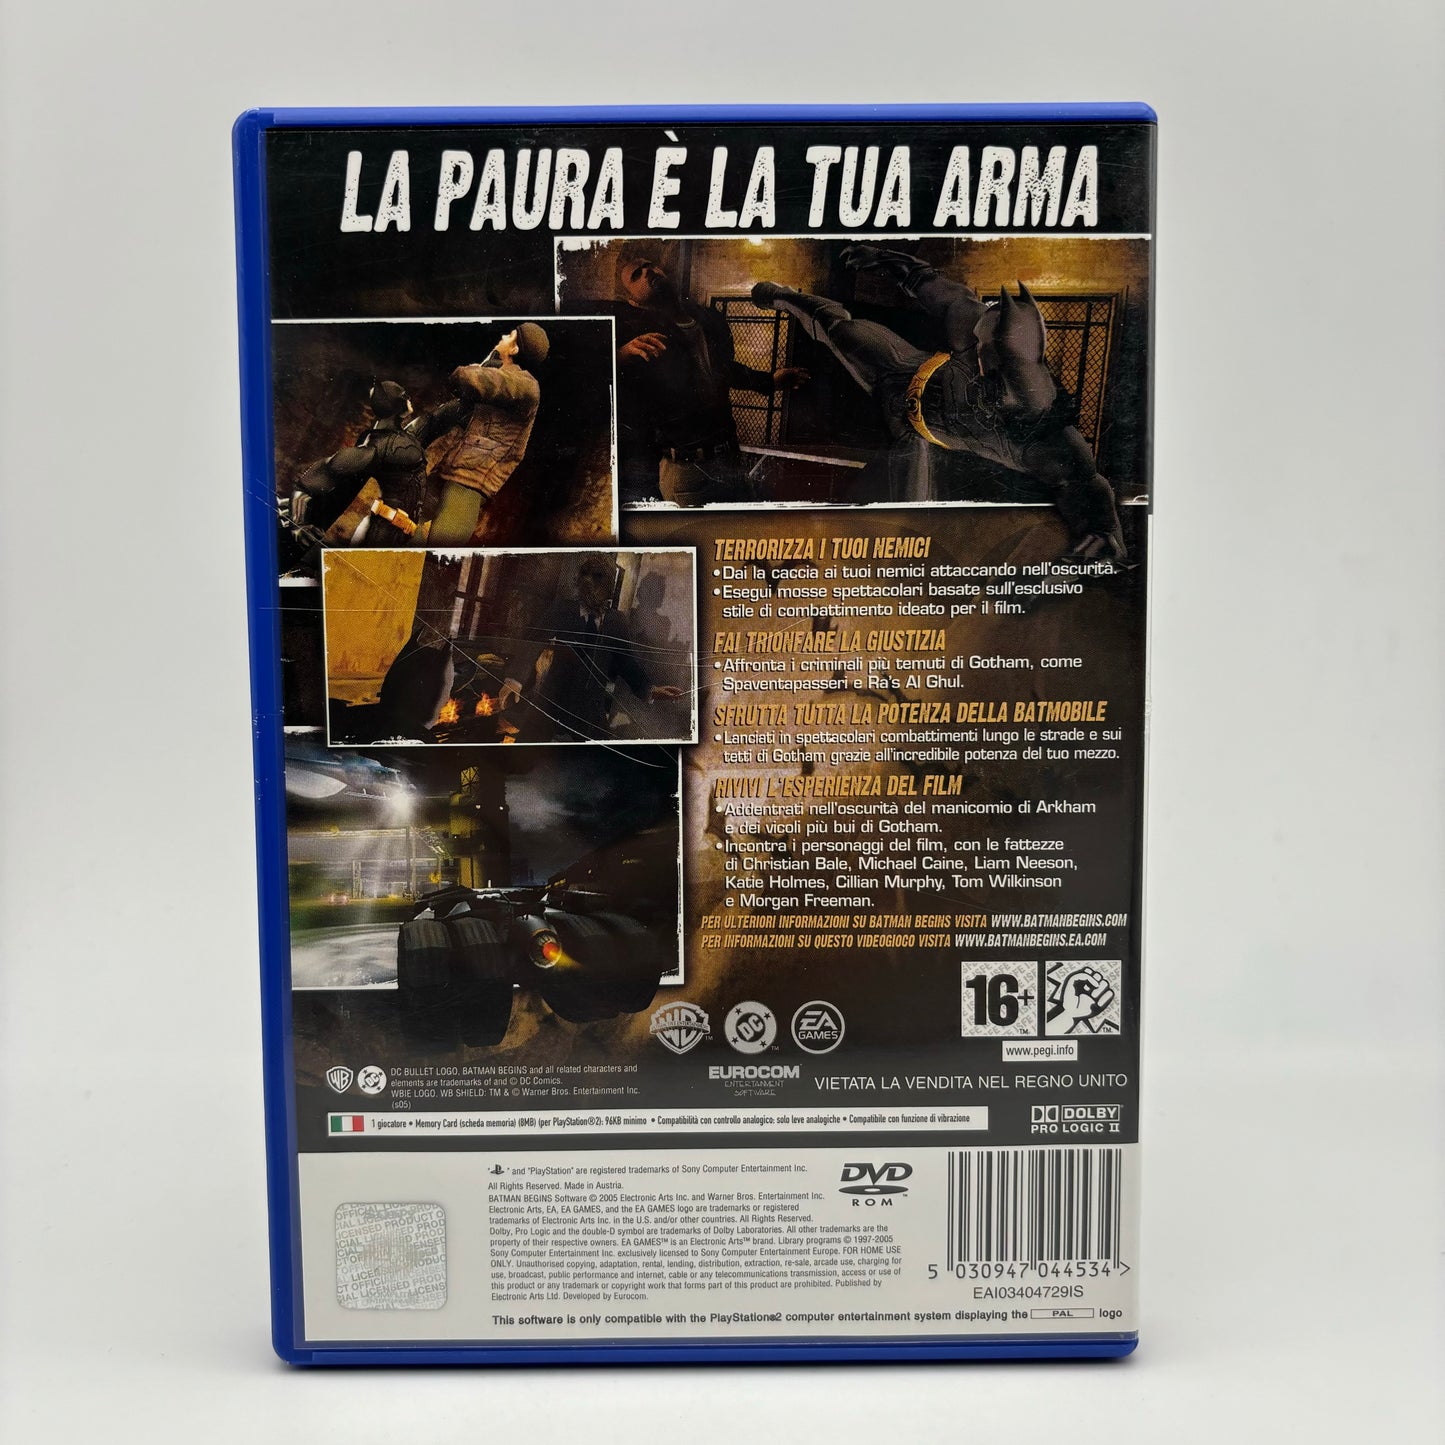 LA PAURA È LA TUA ARMA
TERRORIZZA I TUOI NEMICI
•Dai la caccia ai tuoi nemici attaccando nell'oscurità.
•Esegui mosse spettacolari basate sull'esclusivo
stile di combattimento ideato per il film.
FAI TRIONFARE LA GIUSTIZIA
•Affronta i criminali più temuti di Gotham, come
Spaventapasseri e Ra's Al Ghul.
SFRUTTA TUTTA LA POTENZA DELLA BATMOBILE
•Lanciati in spettacolari combattimenti lungo le strade e sui
tetti di Gotham grazie all'incredibile potenza del tuo mezzo.
RIVIVI L'ESPERIENZA DEL FILM
•Addentrati nell'oscurità del manicomio di Arkham
e dei vicoli più bui di Gotham.
•Incontra i personaggi del film, con le fattezze
di Christian Bale, Michael Caine, Liam Neeson,
Katie Holmes, Cillian Murphy, Tom Wilkinson
e Morgan Freeman.
PER ULTERIORI INFORMAZIONI SU BATMAN BEGINS VISITA WWW.BATMANBEGINS.COM
PER INFORMAZIONI SU QUESTO VIDEOGIOCO VISITA WWW.BATMANBEGINS.EA.COM
16+
www.pegi.info
WB
DC
EA
GAMES
EUROCOM
ENTERTAINMENT
SOFTWARE
VIETATA LA VENDITA NEL REGNO UNITO
WB DC
DC BULLET LOGO, BATMAN BEGINS and all related characters and
elements are trademarks of and © DC Comics.
WBIE LOGO, WB SHIELD: TM & © Warner Bros. Entertainment Inc.
(s05)
1 giocatore • Memory Card (scheda memoria) (8MB) (per PlayStation®2): 96KB minimo • Compatibilità con controllo analogico: solo leve analogiche • Compatibile con funzione di vibrazione
DOLBY
PRO LOGIC II
" " and "PlayStation" are registered trademarks of Sony Computer Entertainment Inc.
All Rights Reserved. Made in Austria.
BATMAN BEGINS Software © 2005 Electronic Arts Inc. and Warner Bros. Entertainment Inc.
Electronic Arts, EA, EA GAMES, and the EA GAMES logo are trademarks or registered
trademarks of Electronic Arts Inc. in the U.S. and/or other countries. All Rights Reserved.
Dolby, Pro Logic and the double-D symbol are trademarks of Dolby Laboratories. All other trademarks are the
property of their respective owners. EA GAMES™ is an Electronic Arts™ brand. Library programs © 1997-2005
Sony Computer Entertainment Inc. exclusively licensed to Sony Computer Entertainment Europe. FOR HOME USE
ONLY. Unauthorised copying, adaptation, rental, lending, distribution, extraction, re-sale, arcade use, charging for
use, broadcast, public performance and internet, cable or any telecommunications transmission, access or use of
this product or any trademark or copyright work that forms part of this product are prohibited. Published by
Electronic Arts Ltd. Developed by Eurocom.
DVD
ROM
5 030947 044534 >
EAI03404729IS
This software is only compatible with the PlayStation®2 computer entertainment system displaying the PAL logo